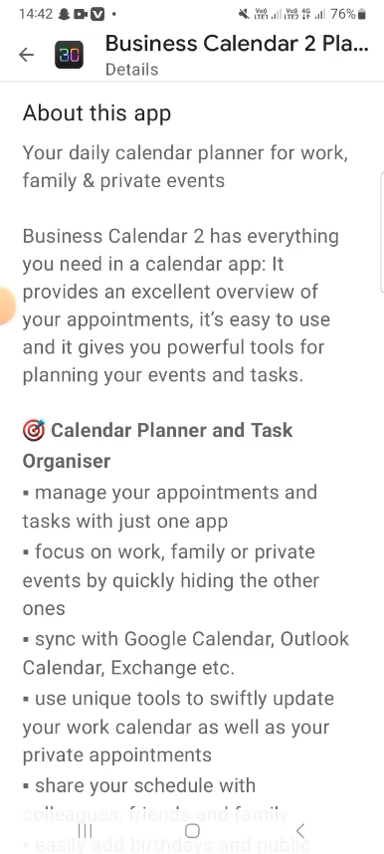 14:42
VoLTE1 VoLTE2 4G 76%
Business Calendar 2 Pla...
30
Details
About this app
Your daily calendar planner for work,
family & private events
Business Calendar 2 has everything
you need in a calendar app: It
provides an excellent overview of
your appointments, it's easy to use
and it gives you powerful tools for
planning your events and tasks.
🎯 Calendar Planner and Task
Organiser
▪ manage your appointments and
tasks with just one app
▪ focus on work, family or private
events by quickly hiding the other
ones
▪ sync with Google Calendar, Outlook
Calendar, Exchange etc.
▪ use unique tools to swiftly update
your work calendar as well as your
private appointments
▪ share your schedule with
colleagues, friends and family
▪ easily add birthdays and public